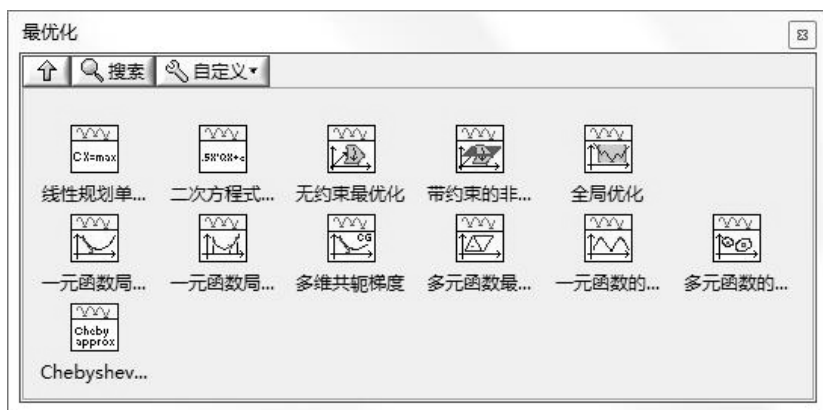 最优化
搜索 自定义
CX=max .5X'QX+c
线性规划单... 二次方程式... 无约束最优化 带约束的非... 全局优化
CG
一元函数局... 一元函数局... 多维共轭梯度 多元函数最... 一元函数的... 多元函数的...
Cheby
approx
Chebyshev...